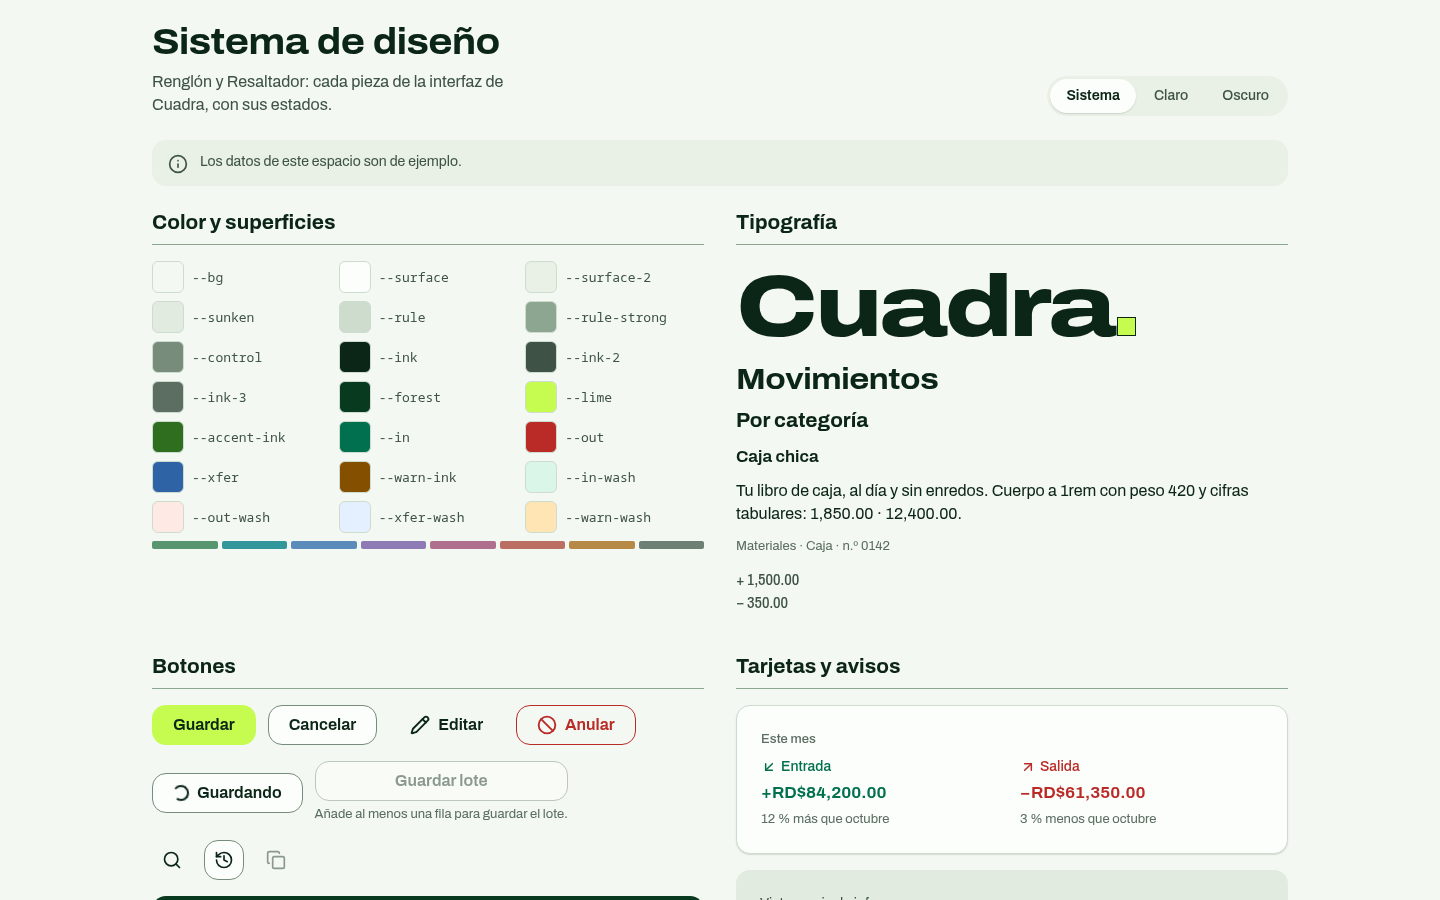 Sistema de diseño
Renglón y Resaltador: cada pieza de la interfaz de
Cuadra, con sus estados.
Sistema
Claro
Oscuro
Los datos de este espacio son de ejemplo.
Color y superficies
--bg
--surface
--surface-2
--sunken
--rule
--rule-strong
--control
--ink
--ink-2
--ink-3
--forest
--lime
--accent-ink
--in
--out
--xfer
--warn-ink
--in-wash
--out-wash
--xfer-wash
--warn-wash
Tipografía
Cuadra.
Movimientos
Por categoría
Caja chica
Tu libro de caja, al día y sin enredos. Cuerpo a 1rem con peso 420 y cifras
tabulares: 1,850.00 · 12,400.00.
Materiales · Caja · n.º 0142
+ 1,500.00
− 350.00
Botones
Guardar
Cancelar
Editar
Anular
Guardando
Guardar lote
Añade al menos una fila para guardar el lote.
Tarjetas y avisos
Este mes
Entrada
+RD$84,200.00
12 % más que octubre
Salida
−RD$61,350.00
3 % menos que octubre